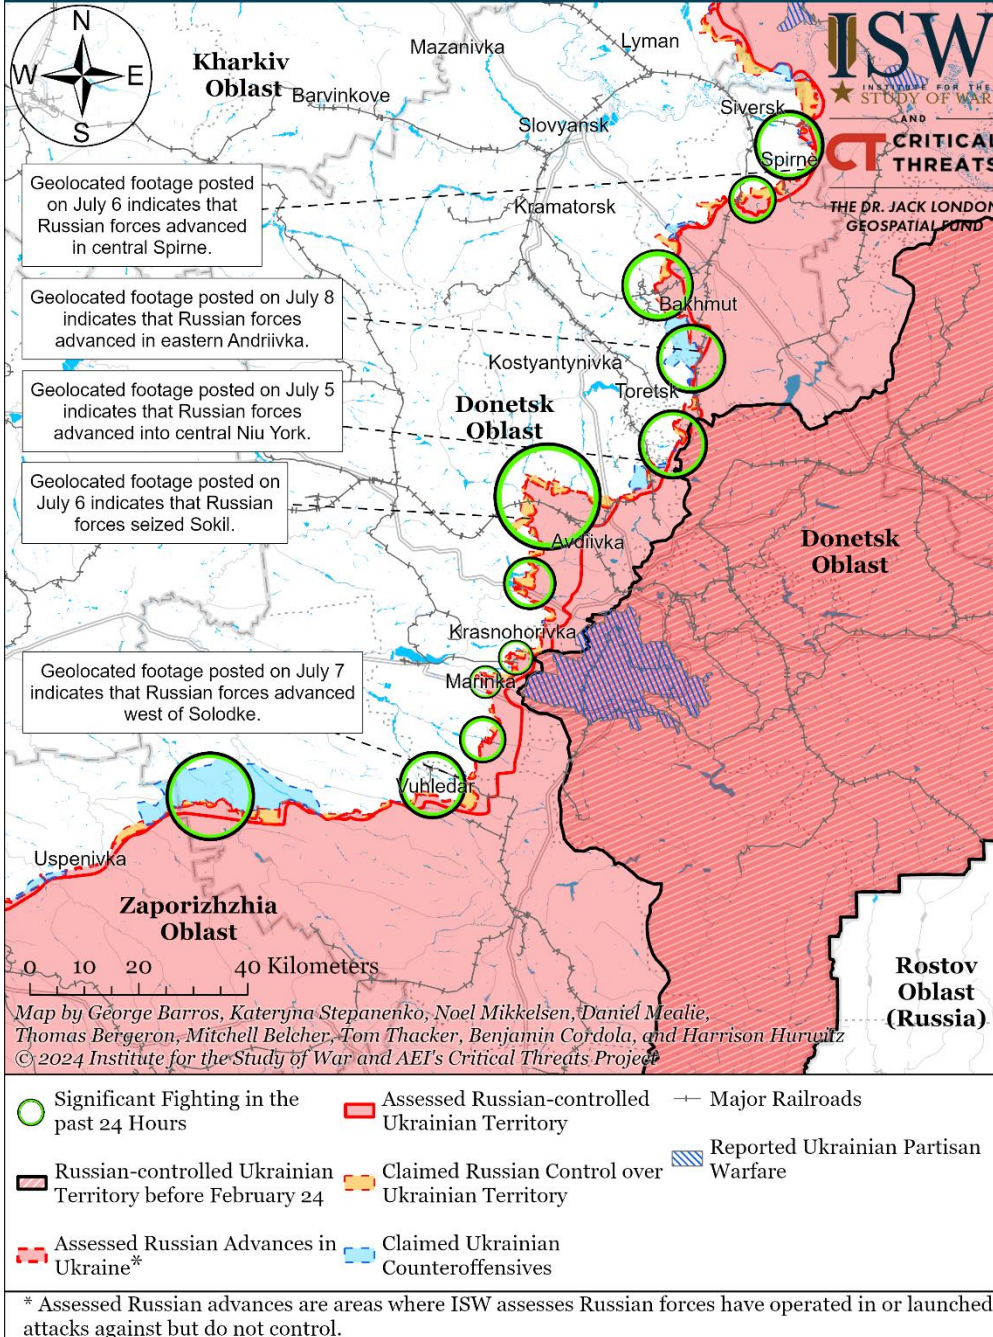 N
W
E
S
Kharkiv
Oblast
Mazanivka
Lyman
Barvinkove
Slovyansk
Siversk
Spirne
Kramatorsk
ISW
INSTITUTE FOR THE
STUDY OF WAR
AND
CT CRITICAL
THREATS
THE DR. JACK LONDON
GEOSPATIAL FUND
Geolocated footage posted
on July 6 indicates that
Russian forces advanced
in central Spirne.
Geolocated footage posted on July 8
indicates that Russian forces
advanced in eastern Andriivka.
Geolocated footage posted on July 5
indicates that Russian forces
advanced into central Niu York.
Geolocated footage posted on
July 6 indicates that Russian
forces seized Sokil.
Bakhmut
Kostyantynivka
Toretsk
Donetsk
Oblast
Avdiivka
Donetsk
Oblast
Krasnohorivka
Marinka
Geolocated footage posted on July 7
indicates that Russian forces advanced
west of Solodke.
Vuhledar
Uspenivka
Zaporizhzhia
Oblast
Rostov
Oblast
(Russia)
0 10 20 40 Kilometers
Map by George Barros, Kateryna Stepanenko, Noel Mikkelsen, Daniel Mealie,
Thomas Bergeron, Mitchell Belcher, Tom Thacker, Benjamin Cordola, and Harrison Hurwitz
© 2024 Institute for the Study of War and AEI's Critical Threats Project
Significant Fighting in the
past 24 Hours
Russian-controlled Ukrainian
Territory before February 24
Assessed Russian Advances in
Ukraine*
Assessed Russian-controlled
Ukrainian Territory
Claimed Russian Control over
Ukrainian Territory
Claimed Ukrainian
Counteroffensives
Major Railroads
Reported Ukrainian Partisan
Warfare
* Assessed Russian advances are areas where ISW assesses Russian forces have operated in or launched
attacks against but do not control.